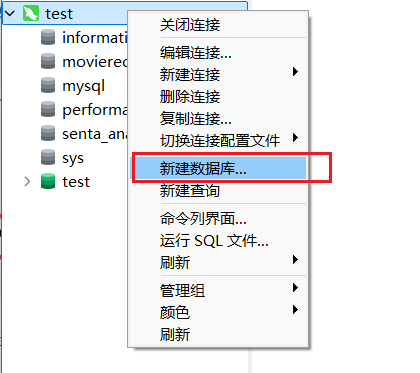 test
informati
moviered
mysql
performa
senta_ana
sys
test
关闭连接
编辑连接...
新建连接
删除连接
复制连接...
切换连接配置文件
新建数据库...
新建查询
命令列界面...
运行 SQL 文件...
刷新
管理组
颜色
刷新